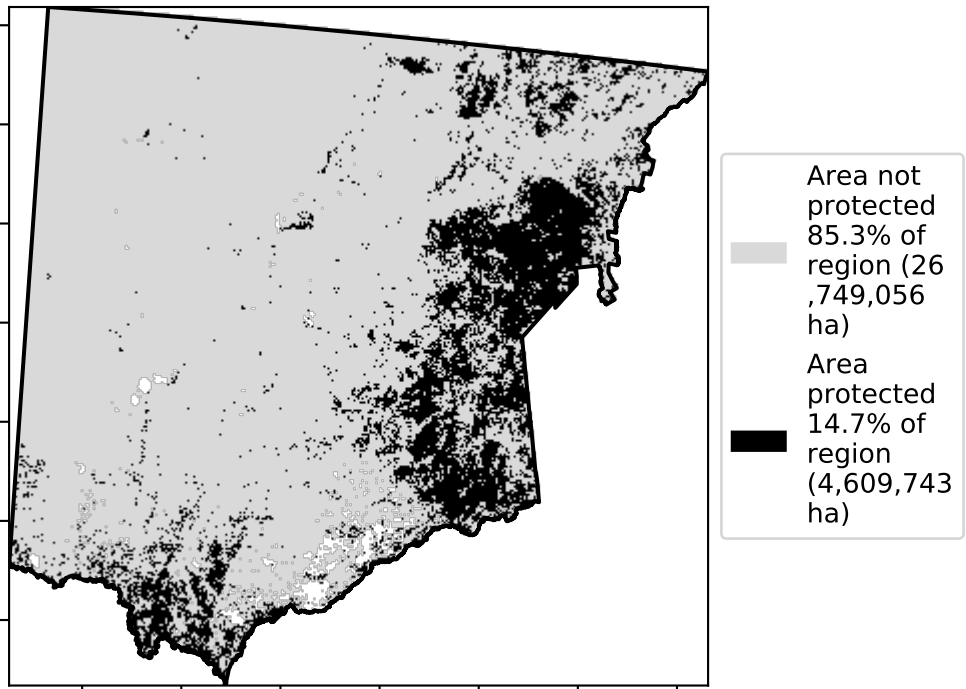 Area not
protected
85.3% of
region (26
,749,056
ha)
Area
protected
14.7% of
region
(4,609,743
ha)